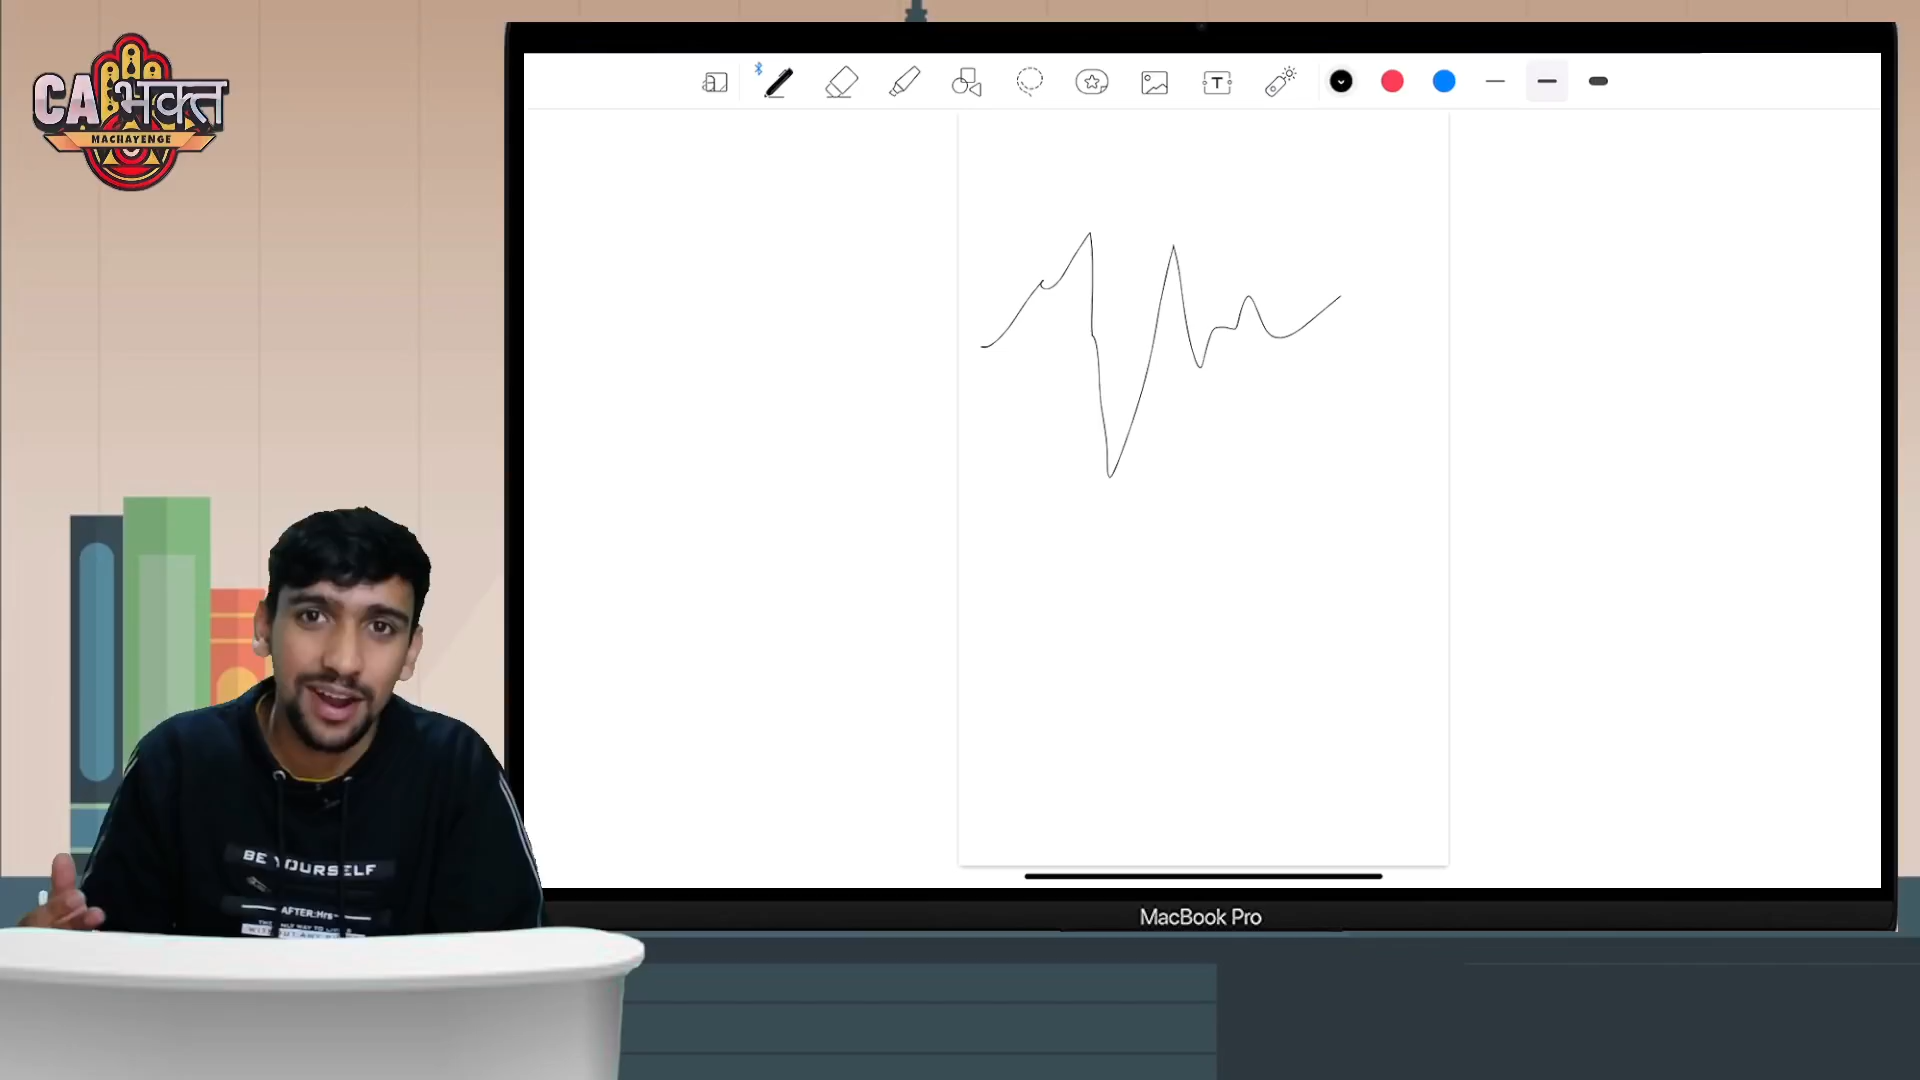 CA भक्त
MACHAYENGE
T
BE YOURSELF
AFTER:Hrs
MacBook Pro